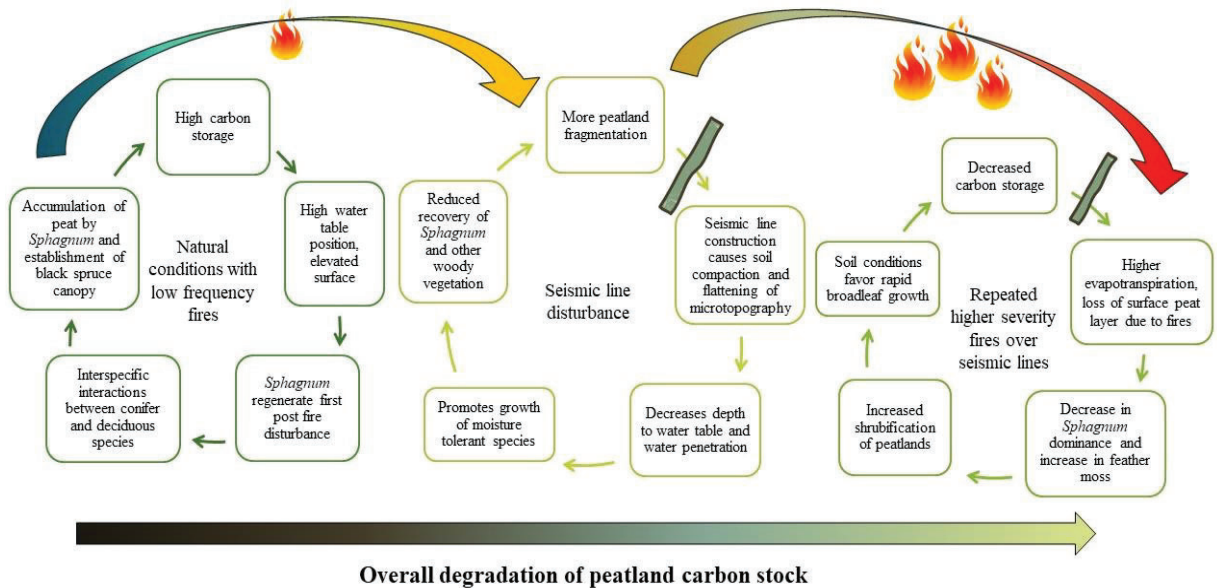 High carbon
storage
High water
table
position,
elevated
surface
Sphagnum
regenerate first
post fire
disturbance
Interspecific
interactions
between conifer
and deciduous
species
Accumulation of
peat by
Sphagnum and
establishment of
black spruce
canopy
Natural
conditions with
low frequency
fires
More peatland
fragmentation
Seismic line
construction
causes soil
compaction and
flattening of
microtopography
Decreases depth
to water table and
water penetration
Promotes growth
of moisture
tolerant species
Reduced
recovery of
Sphagnum
and other
woody
vegetation
Seismic line
disturbance
Decreased
carbon storage
Higher
evapotranspiration,
loss of surface peat
layer due to fires
Decrease in
Sphagnum
dominance and
increase in feather
moss
Increased
shrubification
of peatlands
Soil conditions
favor rapid
broadleaf growth
Repeated
higher severity
fires over
seismic lines
Overall degradation of peatland carbon stock